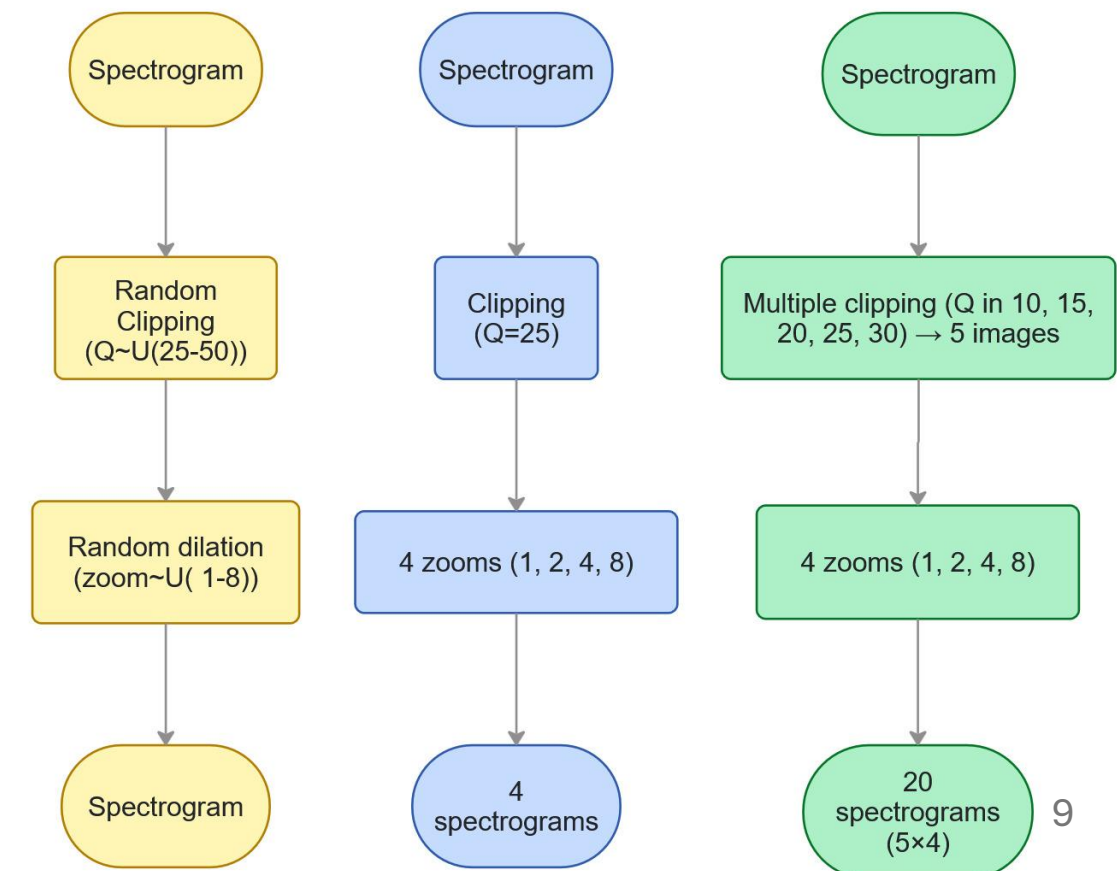 Spectrogram
Random
Clipping
(Q~U(25-50))
Random dilation
(zoom~U( 1-8))
Spectrogram
Spectrogram
Clipping
(Q=25)
4 zooms (1, 2, 4, 8)
4
spectrograms
Spectrogram
Multiple clipping (Q in 10, 15,
20, 25, 30) → 5 images
4 zooms (1, 2, 4, 8)
20
spectrograms
(5×4)
9